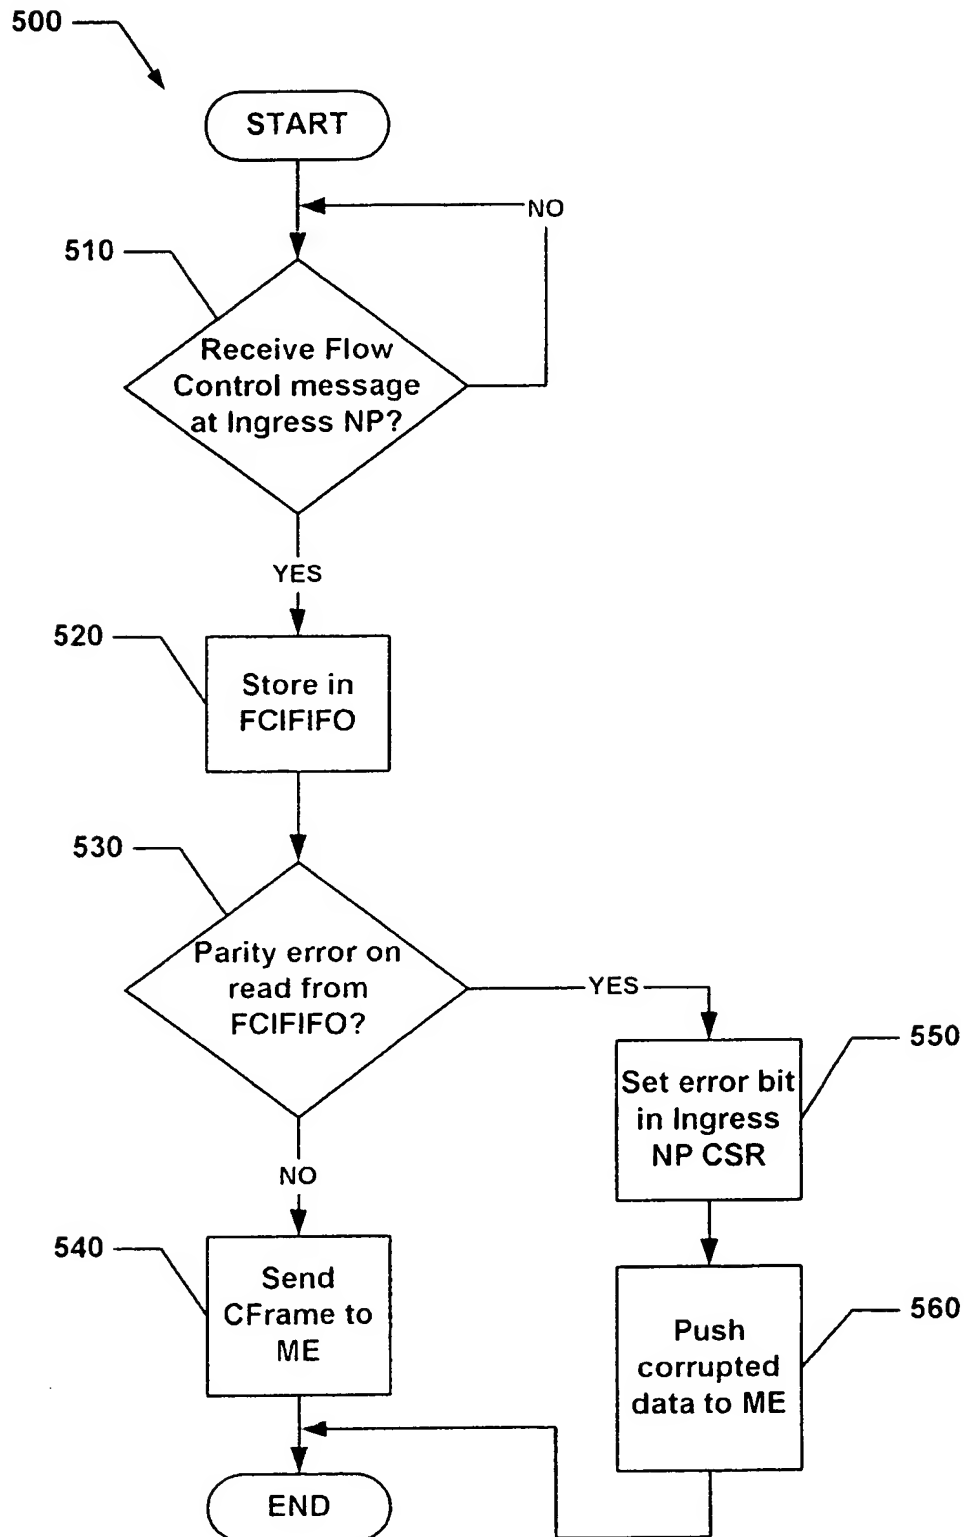 500
START
NO
510
Receive Flow
Control message
at Ingress NP?
YES
520
Store in
FCIFIFO
530
Parity error on
read from
FCIFIFO?
YES
550
Set error bit
in Ingress
NP CSR
NO
540
Send
CFrame to
ME
560
Push
corrupted
data to ME
END